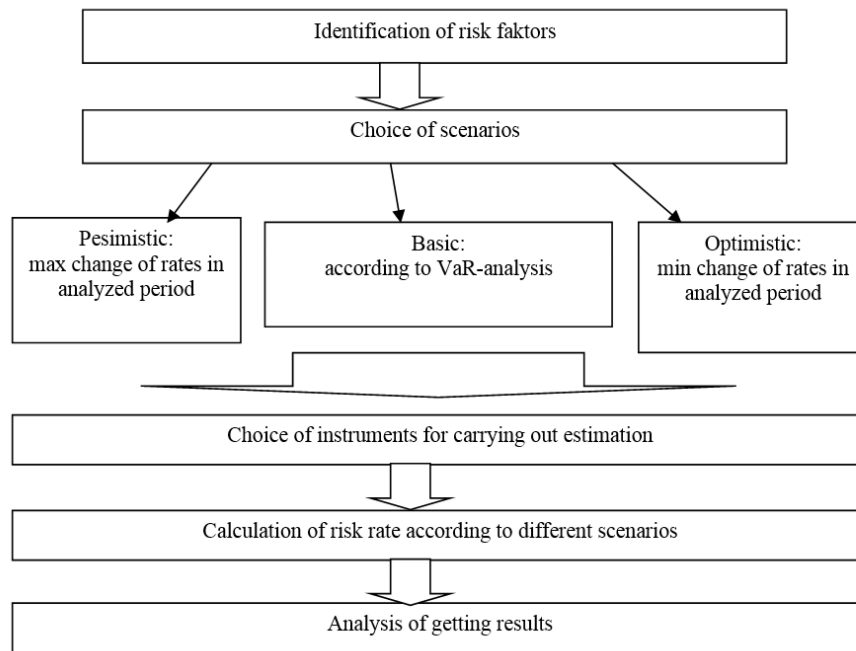 Identification of risk faktors
Choice of scenarios
Pesimistic:
max change of rates in
analyzed period
Basic:
according to VaR-analysis
Optimistic:
min change of rates in
analyzed period
Choice of instruments for carrying out estimation
Calculation of risk rate according to different scenarios
Analysis of getting results